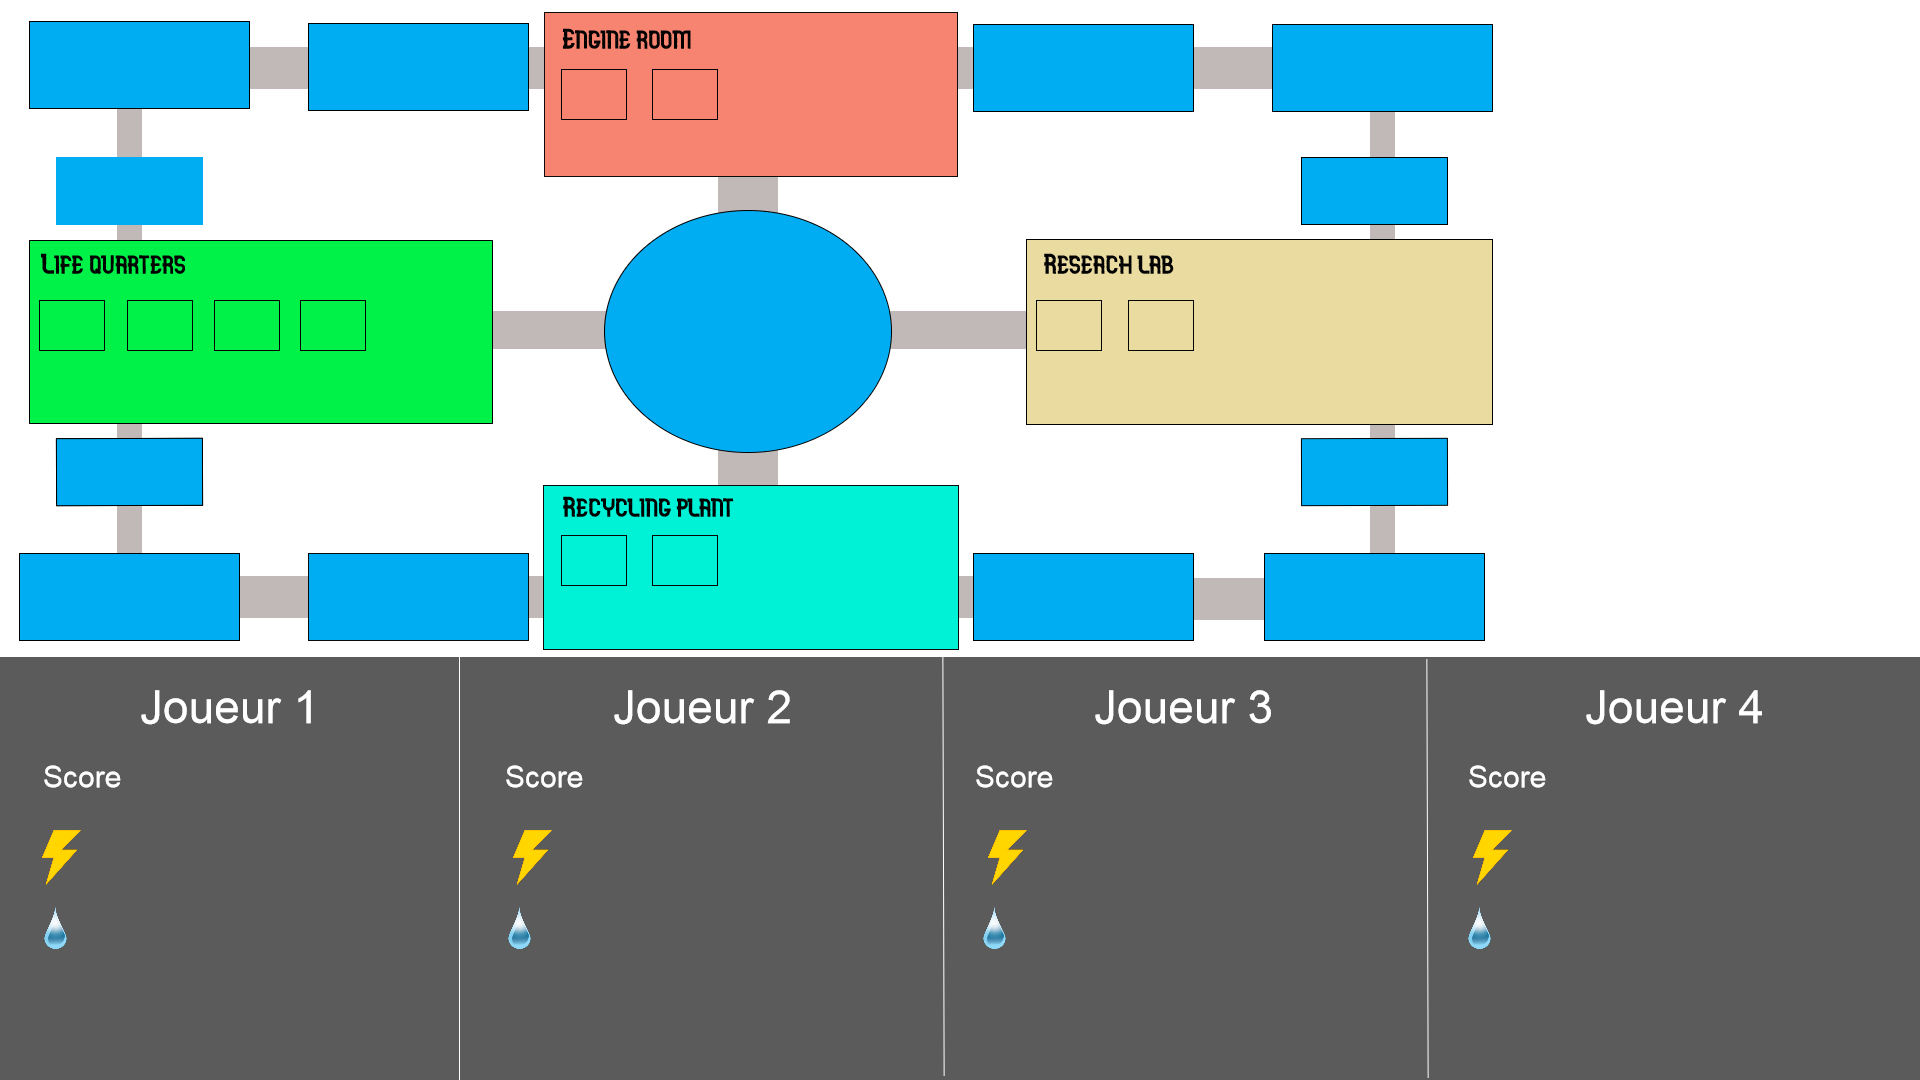 Engine room
Life quarters
Reseach lab
Recycling plant
Joueur 1
Joueur 2
Joueur 3
Joueur 4
Score
Score
Score
Score